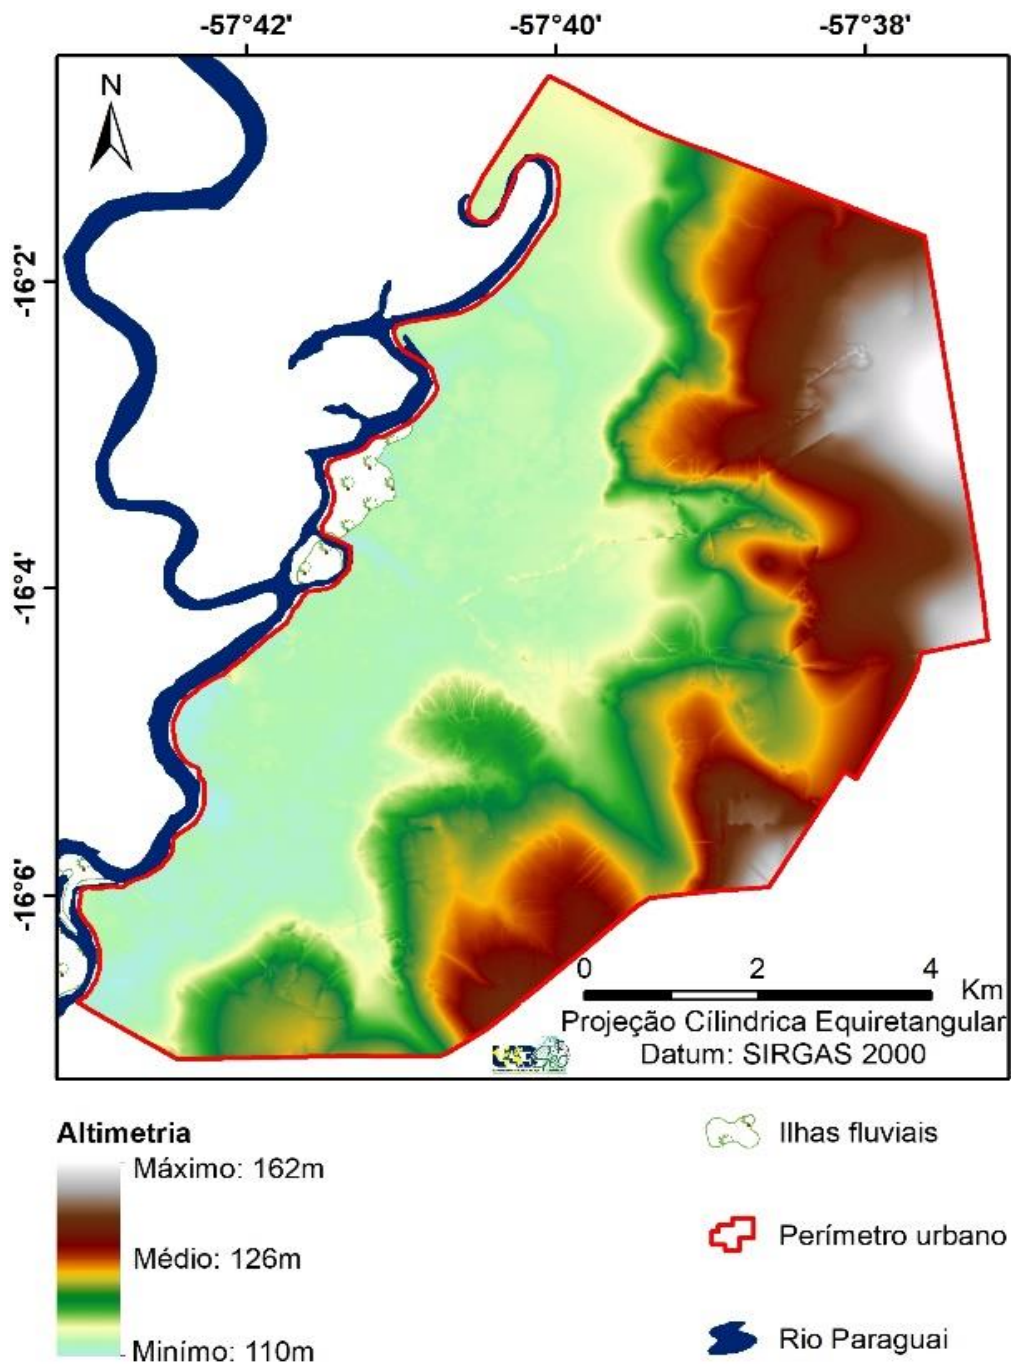 -57°42' -57°40' -57°38'
N
-16°2'
-16°4'
-16°6'
0 2 4
Km
Projeção Cílindrica Equiretangular
Datum: SIRGAS 2000
Altimetria
Máximo: 162m
Médio: 126m
Minímo: 110m
Ilhas fluviais
Perímetro urbano
Rio Paraguai